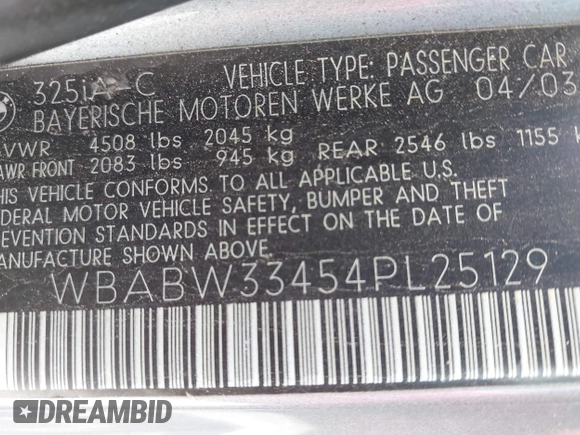 325i C VEHICLE TYPE: PASSENGER CAR
BAYERISCHE MOTOREN WERKE AG 04/03
VWR 4508 lbs 2045 kg
AWR FRONT 2083 lbs 945 kg REAR 2546 lbs 1155 K
HIS VEHICLE CONFORMS TO ALL APPLICABLE U.S.
EDERAL MOTOR VEHICLE SAFETY, BUMPER AND THEFT
EVENTION STANDARDS IN EFFECT ON THE DATE OF
MANUFACTURE SHOWN ABOVE.
WBABW33454PL25129
DREAMBID